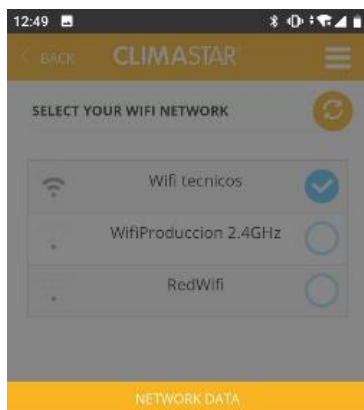 12:49
< BACK CLIMASTAR
SELECT YOUR WIFI NETWORK
Wifi tecnicos
WifiProduccion 2.4GHz
RedWifi
NETWORK DATA